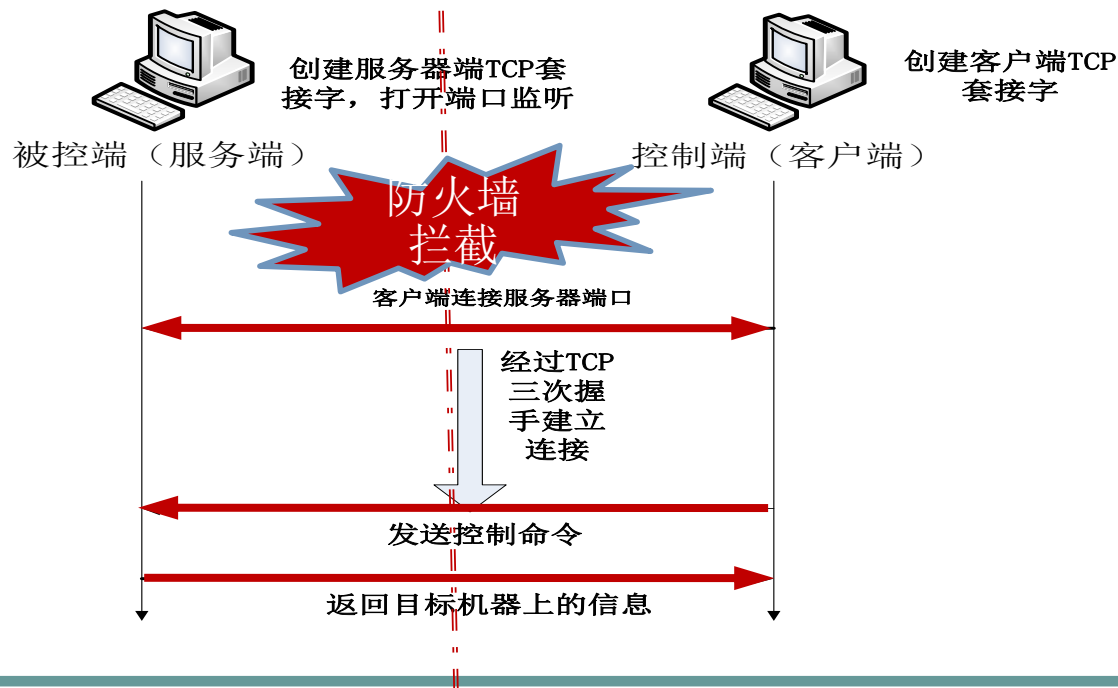 创建服务器端TCP套
接字，打开端口监听
创建客户端TCP
套接字
被控端（服务端）
控制端（客户端）
防火墙
拦截
客户端连接服务器端口
经过TCP
三次握
手建立
连接
发送控制命令
返回目标机器上的信息